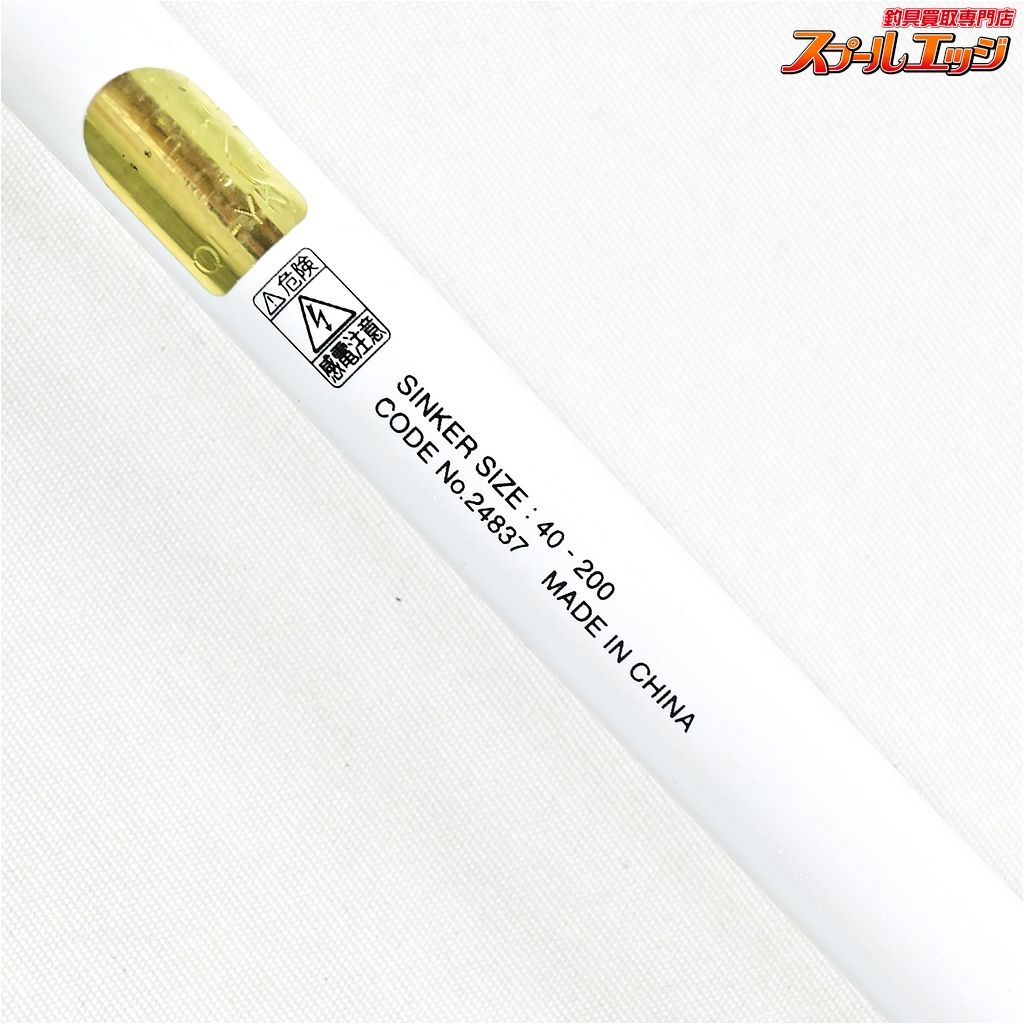 釣具買取専門店
スプールエッジ
危険
感電注意
SINKER SIZE : 40 - 200
CODE No.24837 MADE IN CHINA